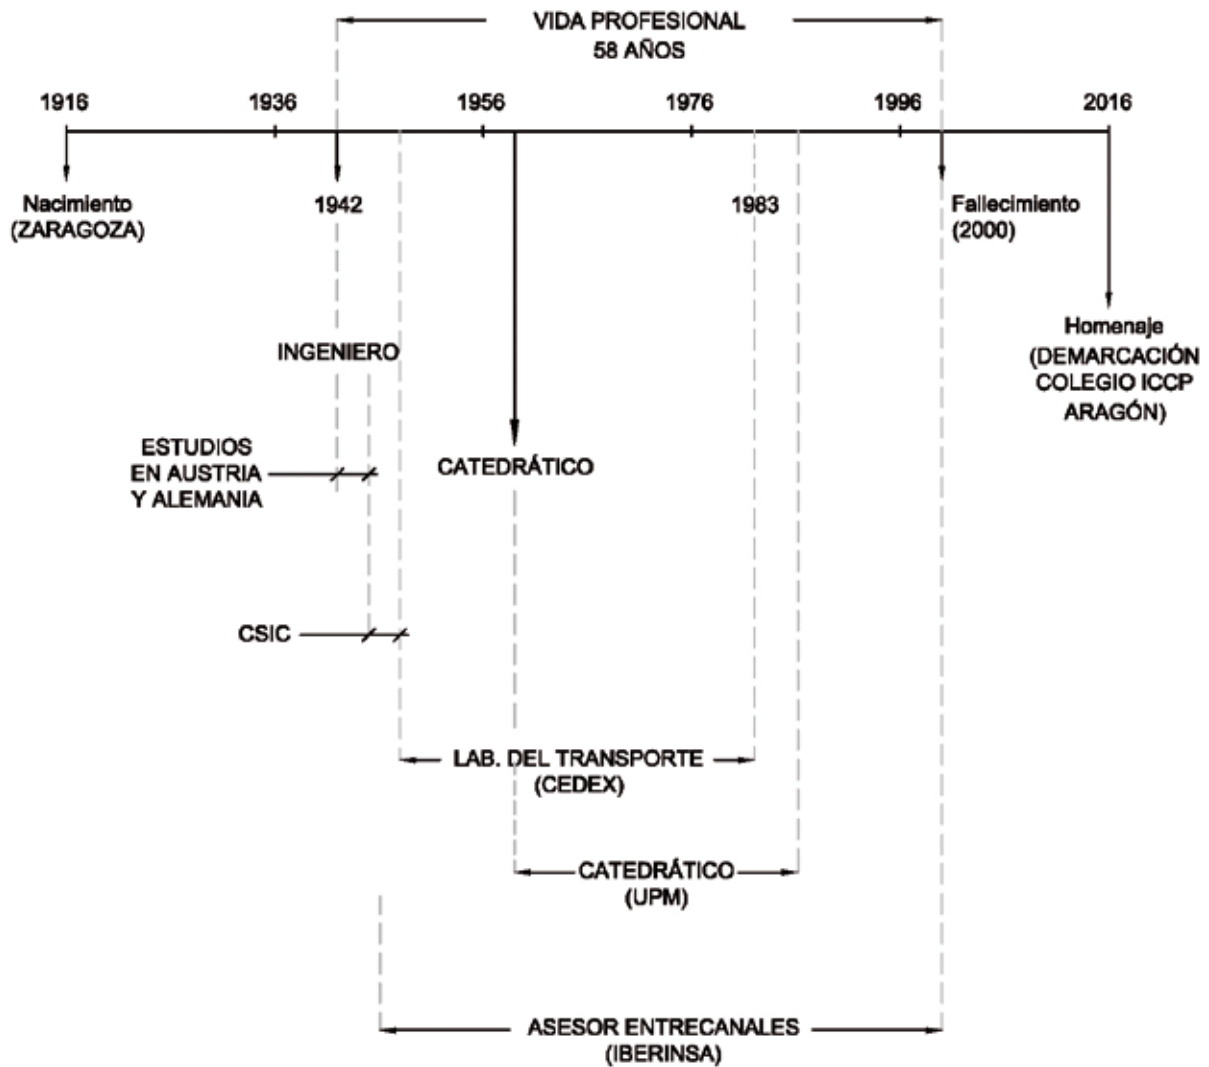 VIDA PROFESIONAL
58 AÑOS
1916
1936
1956
1976
1996
2016
Nacimiento
(ZARAGOZA)
1942
1983
Fallecimiento
(2000)
Homenaje
(DEMARCACIÓN
COLEGIO ICCP
ARAGÓN)
INGENIERO
ESTUDIOS
EN AUSTRIA
Y ALEMANIA
CATEDRÁTICO
CSIC
LAB. DEL TRANSPORTE
(CEDEX)
CATEDRÁTICO
(UPM)
ASESOR ENTRECANALES
(IBERINSA)